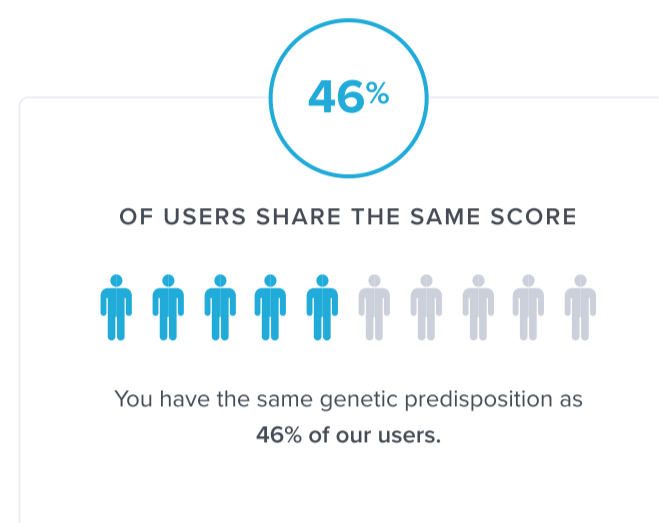 46%
OF USERS SHARE THE SAME SCORE
You have the same genetic predisposition as
46% of our users.